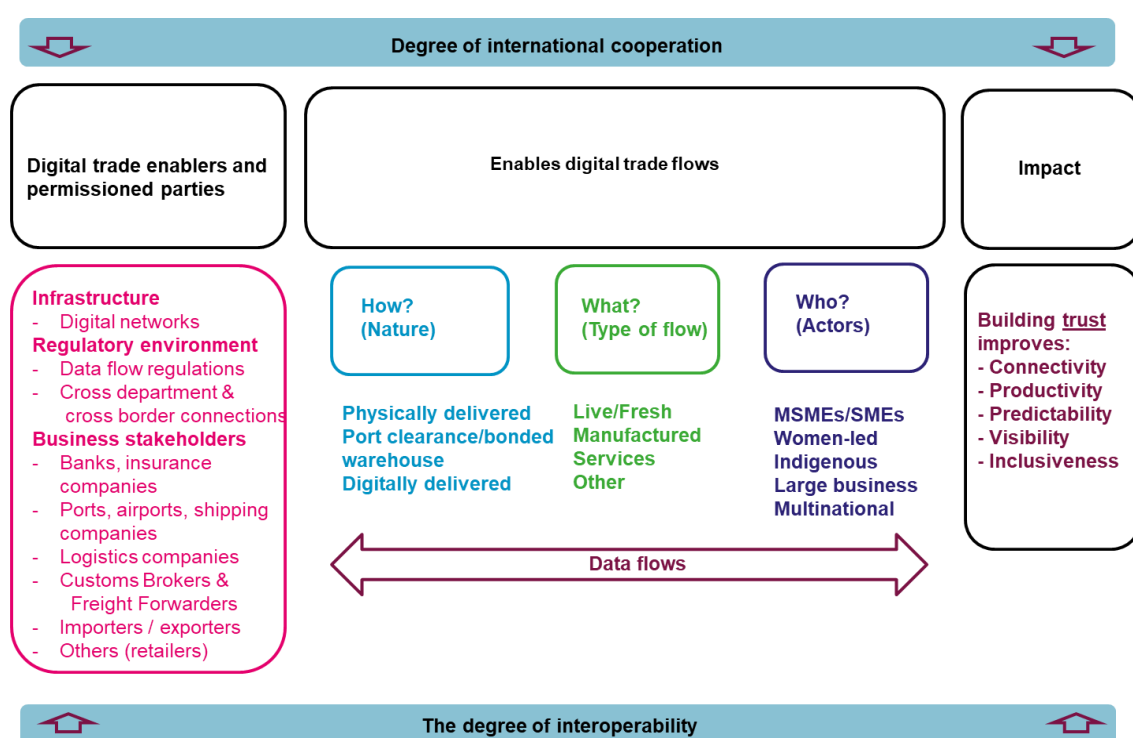 Degree of international cooperation
Digital trade enablers and
permissioned parties
Enables digital trade flows
Impact
Infrastructure
- Digital networks
Regulatory environment
- Data flow regulations
- Cross department &
cross border connections
Business stakeholders
- Banks, insurance
companies
- Ports, airports, shipping
companies
- Logistics companies
- Customs Brokers &
Freight Forwarders
- Importers / exporters
- Others (retailers)
How?
(Nature)
Physically delivered
Port clearance/bonded
warehouse
Digitally delivered
What?
(Type of flow)
Live/Fresh
Manufactured
Services
Other
Who?
(Actors)
MSMEs/SMEs
Women-led
Indigenous
Large business
Multinational
Data flows
Building trust
improves:
- Connectivity
- Productivity
- Predictability
- Visibility
- Inclusiveness
The degree of interoperability